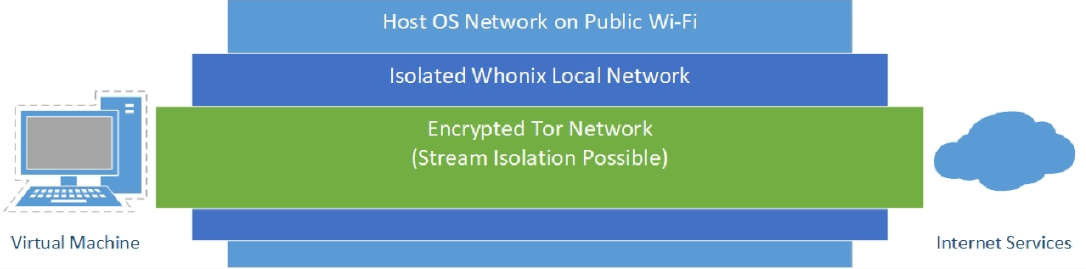 Host OS Network on Public Wi-Fi
Isolated Whonix Local Network
Encrypted Tor Network
(Stream Isolation Possible)
Virtual Machine
Internet Services